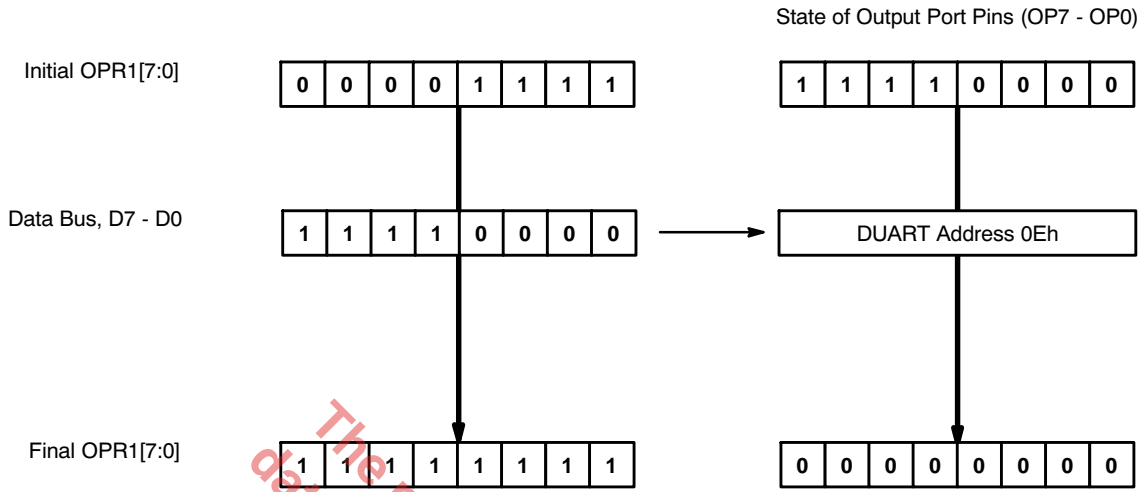 State of Output Port Pins (OP7 - OP0)
Initial OPR1[7:0]
0 0 0 0 1 1 1 1
1 1 1 1 0 0 0 0
Data Bus, D7 - D0
1 1 1 1 0 0 0 0
DUART Address 0Eh
Final OPR1[7:0]
1 1 1 1 1 1 1 1
0 0 0 0 0 0 0 0
The